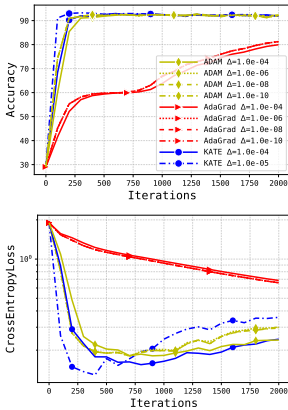 Accuracy
90
80
70
60
50
40
30
ADAM Δ=1.0e-04
ADAM Δ=1.0e-06
ADAM Δ=1.0e-08
ADAM Δ=1.0e-10
AdaGrad Δ=1.0e-04
AdaGrad Δ=1.0e-06
AdaGrad Δ=1.0e-08
AdaGrad Δ=1.0e-10
KATE Δ=1.0e-04
KATE Δ=1.0e-05
0 250 500 750 1000 1250 1500 1750 2000
Iterations
CrossEntropyLoss
10⁰
0 250 500 750 1000 1250 1500 1750 2000
Iterations